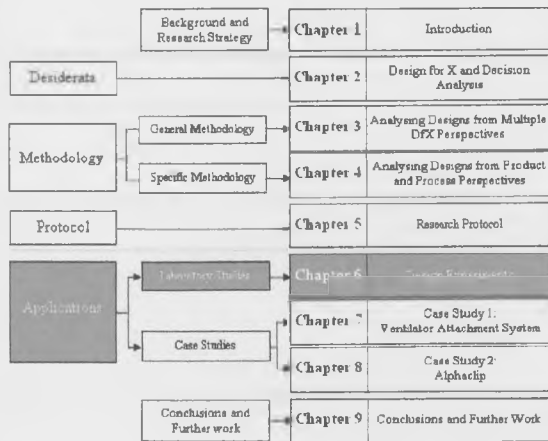 Background and
Research Strategy
Chapter 1
Introduction
Desiderata
Chapter 2
Design for X and Decision
Analysis
Methodology
General Methodology
Chapter 3
Analysing Designs from Multiple
DfX Perspectives
Specific Methodology
Chapter 4
Analysing Designs from Product
and Process Perspectives
Protocol
Chapter 5
Research Protocol
Applications
Laboratory Studies
Chapter 6
Case Studies
Chapter 7
Case Study 1:
Ventilator Attachment System
Chapter 8
Case Study 2:
Alphaclip
Conclusions and
Further work
Chapter 9
Conclusions and Further Work